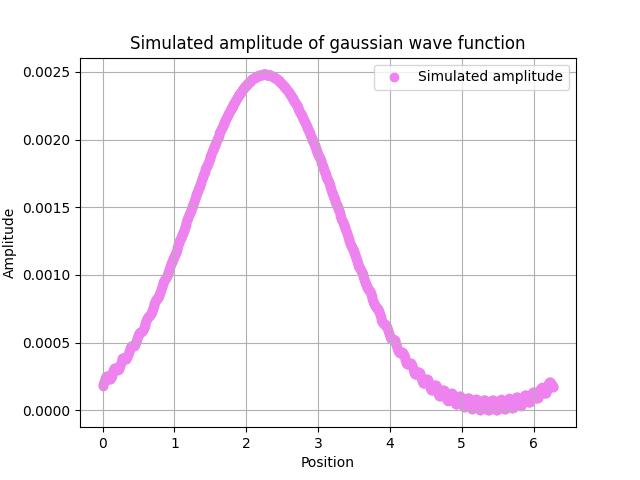 Simulated amplitude of gaussian wave function
Simulated amplitude
0.0025
0.0020
0.0015
0.0010
0.0005
0.0000
Amplitude
0 1 2 3 4 5 6
Position